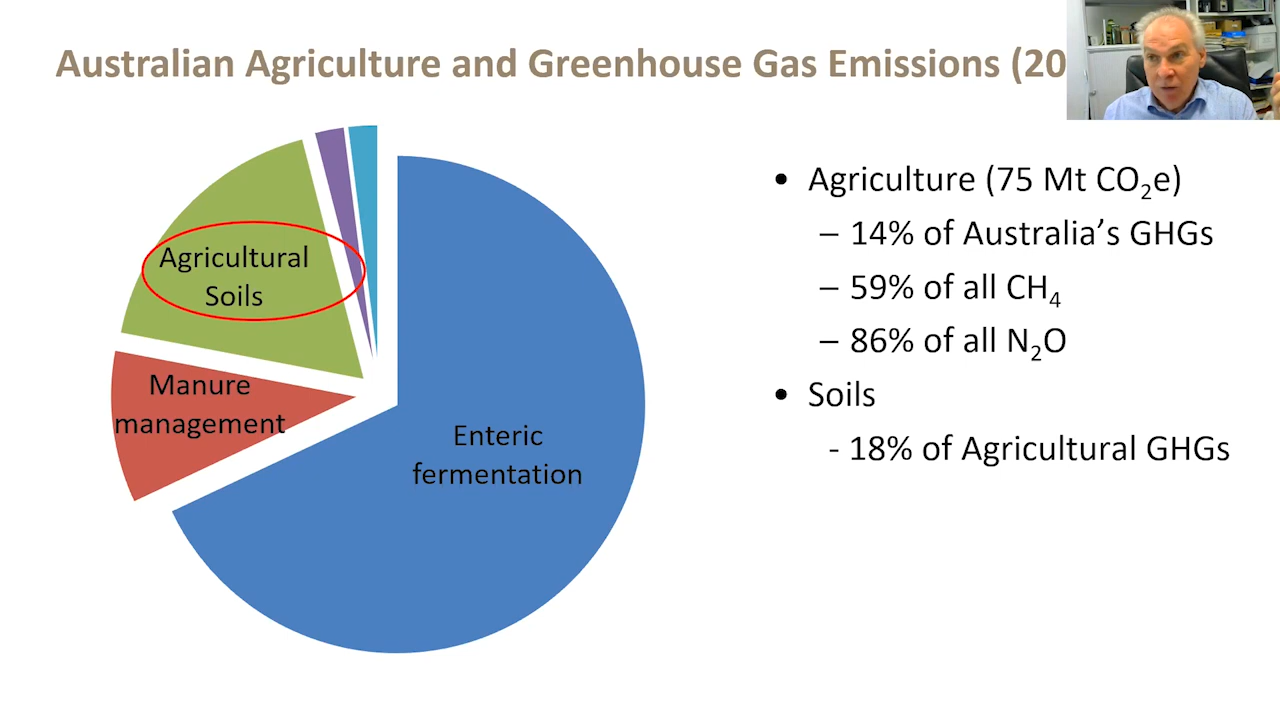 Australian Agriculture and Greenhouse Gas Emissions (20
Agricultural
Soils
Manure
management
Enteric
fermentation
• Agriculture (75 Mt CO₂e)
– 14% of Australia’s GHGs
– 59% of all CH₄
– 86% of all N₂O
• Soils
- 18% of Agricultural GHGs